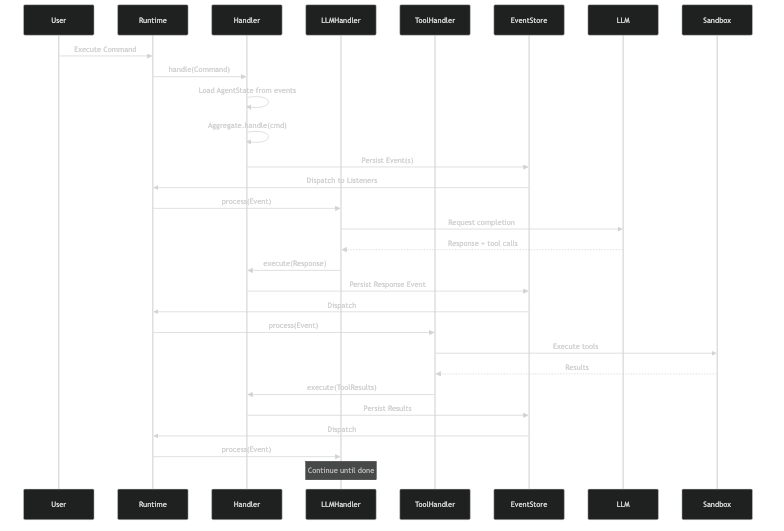 User Runtime Handler LLMHandler ToolHandler EventStore LLM Sandbox
Execute Command
handle(Command)
Load AgentState from events
Aggregate.handle(cmd)
Persist Event(s)
Dispatch to Listeners
process(Event)
Request completion
Response + tool calls
execute(Response)
Persist Response Event
Dispatch
process(Event)
Execute tools
Results
execute(ToolResults)
Persist Results
Dispatch
process(Event)
Continue until done
User Runtime Handler LLMHandler ToolHandler EventStore LLM Sandbox